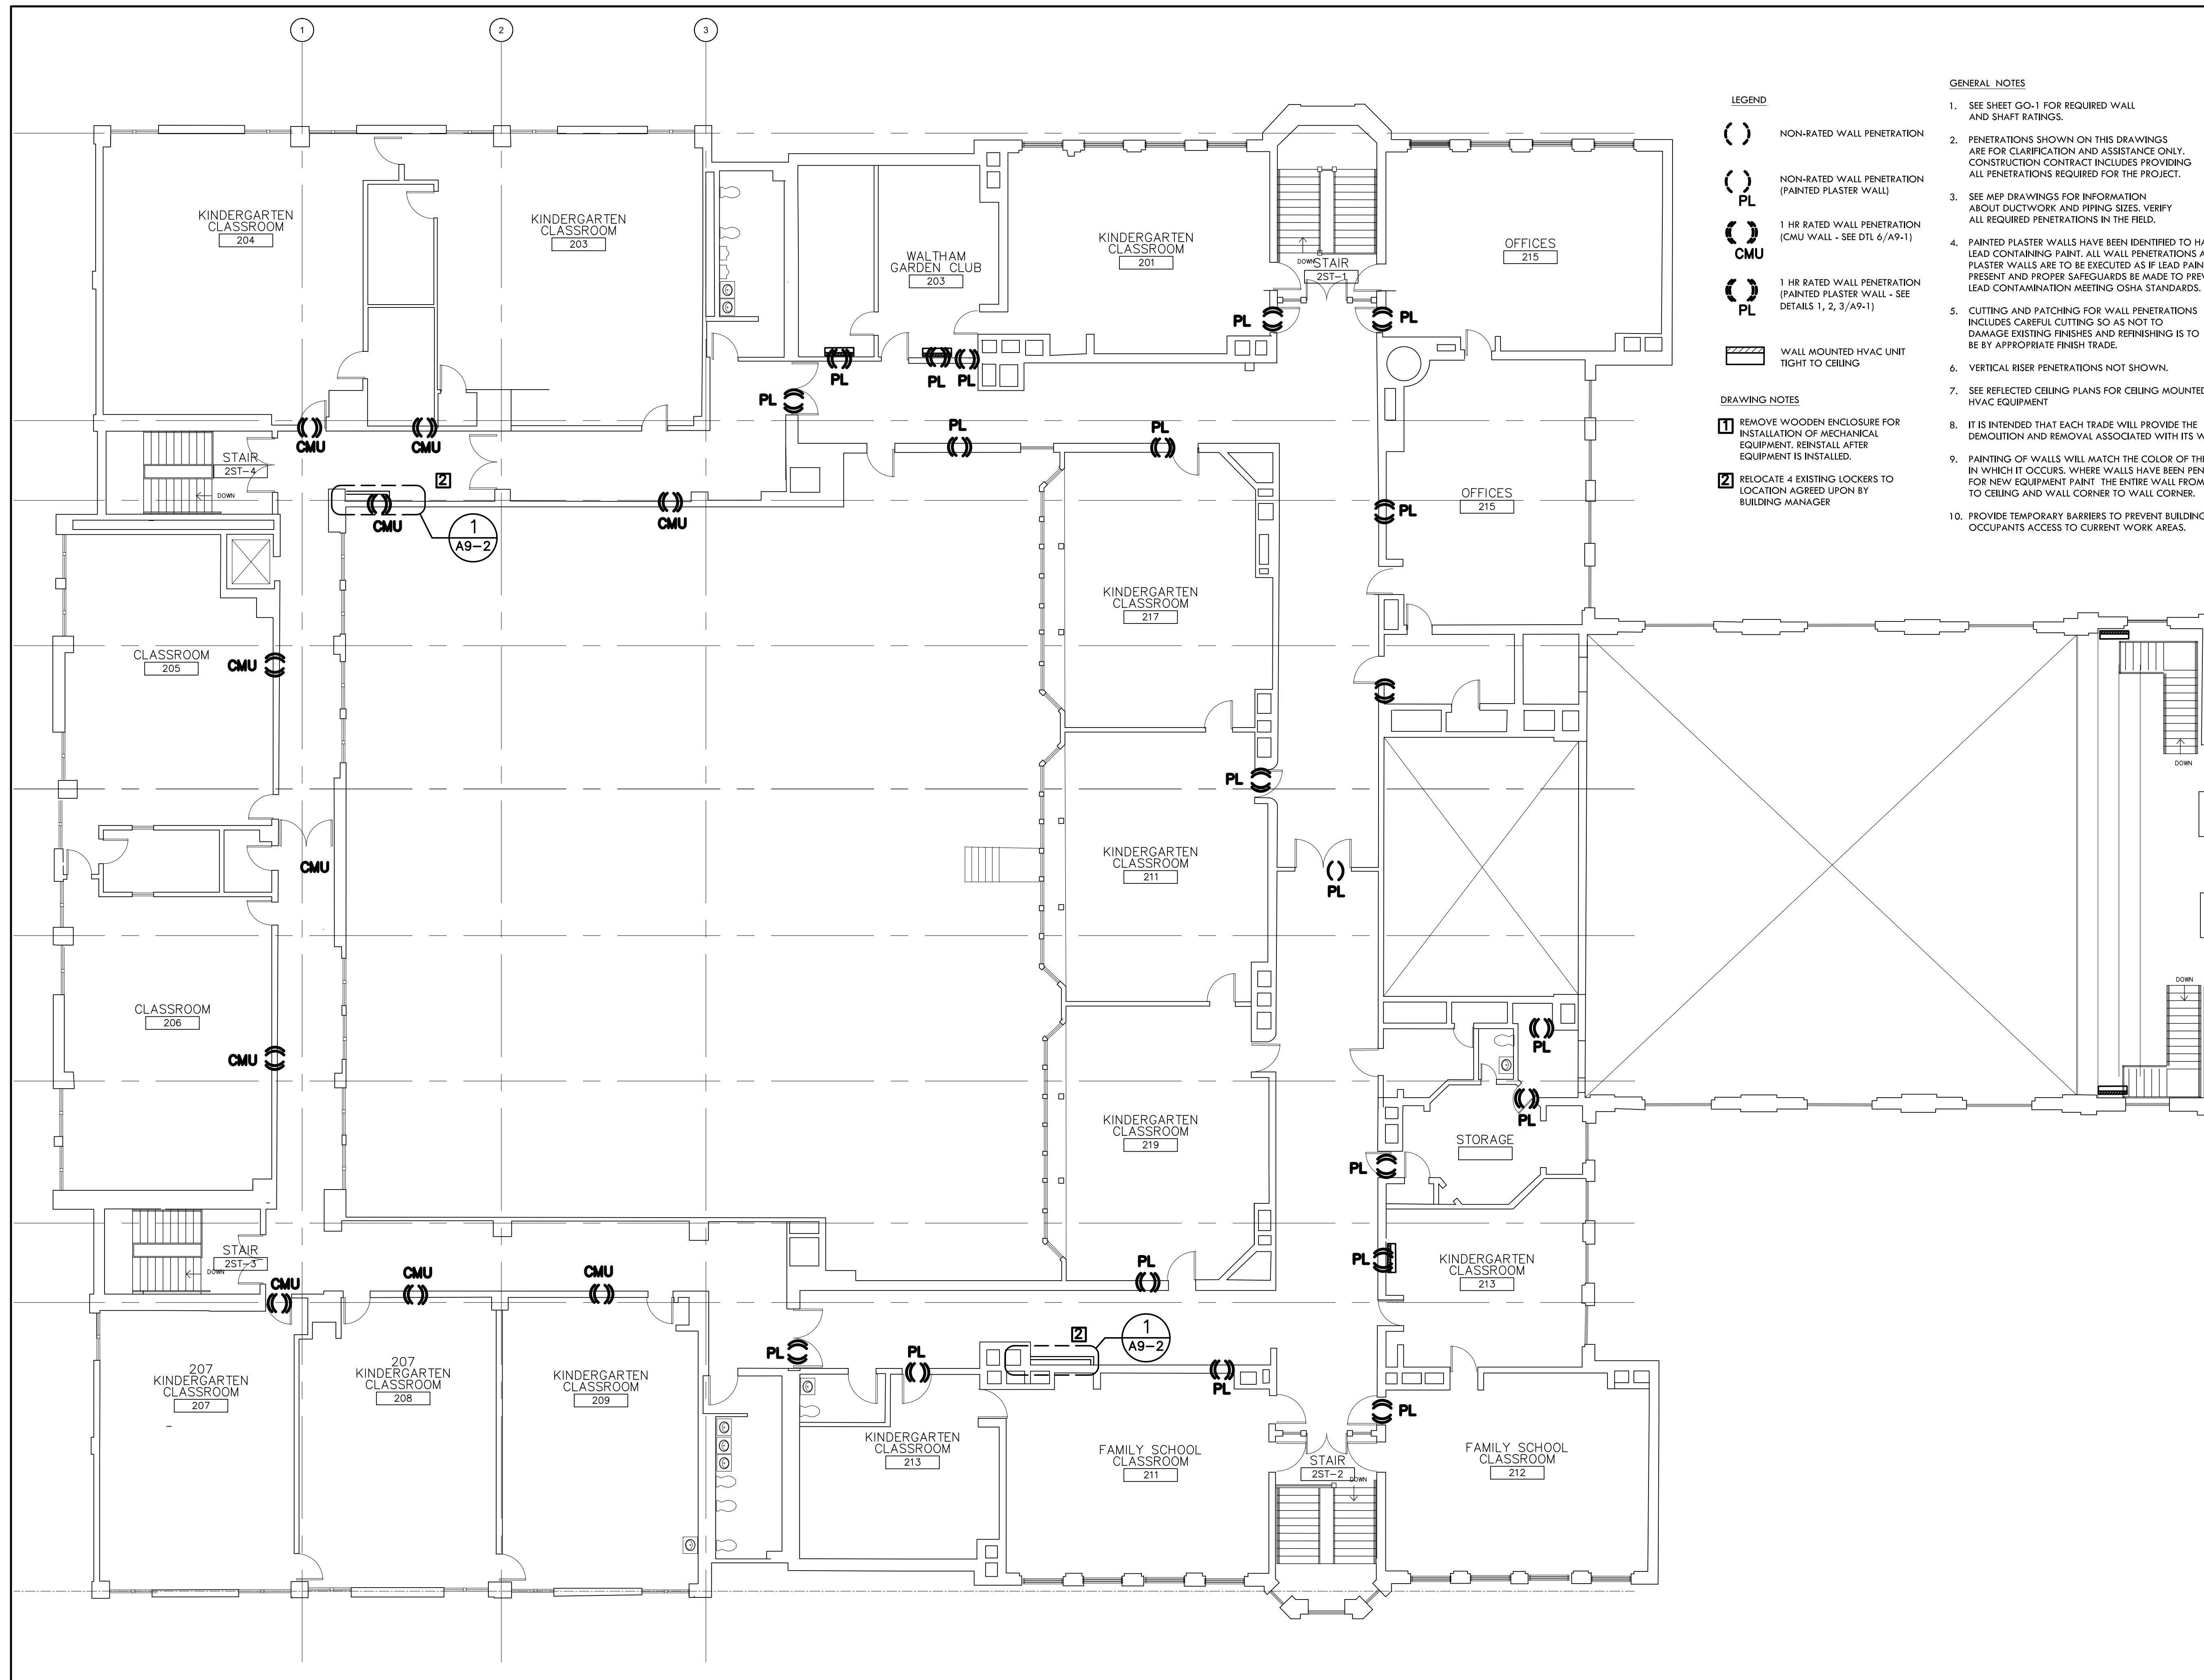 1
2
3
LEGEND
NON-RATED WALL PENETRATION
NON-RATED WALL PENETRATION
(PAINTED PLASTER WALL)
PL
1 HR RATED WALL PENETRATION
(CMU WALL - SEE DTL 6/A9-1)
CMU
1 HR RATED WALL PENETRATION
(PAINTED PLASTER WALL - SEE
DETAILS 1, 2, 3/A9-1)
PL
WALL MOUNTED HVAC UNIT
TIGHT TO CEILING
DRAWING NOTES
1 REMOVE WOODEN ENCLOSURE FOR
INSTALLATION OF MECHANICAL
EQUIPMENT. REINSTALL AFTER
EQUIPMENT IS INSTALLED.
2 RELOCATE 4 EXISTING LOCKERS TO
LOCATION AGREED UPON BY
BUILDING MANAGER
GENERAL NOTES
1. SEE SHEET GO-1 FOR REQUIRED WALL
AND SHAFT RATINGS.
2. PENETRATIONS SHOWN ON THIS DRAWINGS
ARE FOR CLARIFICATION AND ASSISTANCE ONLY.
CONSTRUCTION CONTRACT INCLUDES PROVIDING
ALL PENETRATIONS REQUIRED FOR THE PROJECT.
3. SEE MEP DRAWINGS FOR INFORMATION
ABOUT DUCTWORK AND PIPING SIZES. VERIFY
ALL REQUIRED PENETRATIONS IN THE FIELD.
4. PAINTED PLASTER WALLS HAVE BEEN IDENTIFIED TO
LEAD CONTAINING PAINT. ALL WALL PENETRATIONS
PLASTER WALLS ARE TO BE EXECUTED AS IF LEAD
PRESENT AND PROPER SAFEGUARDS BE MADE TO
LEAD CONTAMINATION MEETING OSHA STANDARDS.
5. CUTTING AND PATCHING FOR WALL PENETRATIONS
INCLUDES CAREFUL CUTTING SO AS NOT TO
DAMAGE EXISTING FINISHES AND REFINISHING IS TO
BE BY APPROPRIATE FINISH TRADE.
6. VERTICAL RISER PENETRATIONS NOT SHOWN.
7. SEE REFLECTED CEILING PLANS FOR CEILING MOUNTED
HVAC EQUIPMENT
8. IT IS INTENDED THAT EACH TRADE WILL PROVIDE THE
DEMOLITION AND REMOVAL ASSOCIATED WITH ITS
9. PAINTING OF WALLS WILL MATCH THE COLOR OF THE
IN WHICH IT OCCURS. WHERE WALLS HAVE BEEN
FOR NEW EQUIPMENT PAINT THE ENTIRE WALL FROM
TO CEILING AND WALL CORNER TO WALL CORNER.
10. PROVIDE TEMPORARY BARRIERS TO PREVENT BUILDING
OCCUPANTS ACCESS TO CURRENT WORK AREAS.
KINDERGARTEN
CLASSROOM
204
KINDERGARTEN
CLASSROOM
203
WALTHAM
GARDEN CLUB
203
KINDERGARTEN
CLASSROOM
201
DOWN
STAIR
2ST-1
OFFICES
215
PL
PL
PL
PL
PL
PL
PL
PL
CMU
CMU
STAIR
2ST-4
DOWN
2
CMU
CMU
1
A9-2
OFFICES
215
PL
KINDERGARTEN
CLASSROOM
217
CLASSROOM
205
CMU
DOWN
PL
KINDERGARTEN
CLASSROOM
211
CMU
PL
CLASSROOM
206
CMU
DOWN
PL
PL
KINDERGARTEN
CLASSROOM
219
STORAGE
PL
STAIR
2ST-3
DOWN
CMU
CMU
CMU
PL
PL
KINDERGARTEN
CLASSROOM
213
2
1
A9-2
PL
PL
PL
PL
207
KINDERGARTEN
CLASSROOM
207
207
KINDERGARTEN
CLASSROOM
208
KINDERGARTEN
CLASSROOM
209
KINDERGARTEN
CLASSROOM
213
FAMILY SCHOOL
CLASSROOM
211
STAIR
2ST-2
DOWN
FAMILY SCHOOL
CLASSROOM
212